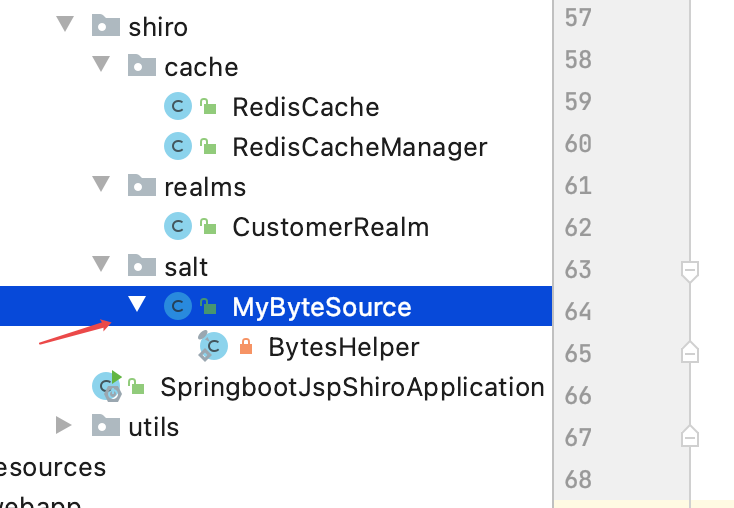 shiro
cache
RedisCache
RedisCacheManager
realms
CustomerRealm
salt
MyByteSource
BytesHelper
SpringbootJspShiroApplication
utils
esources
webapp
57
58
59
60
61
62
63
64
65
66
67
68